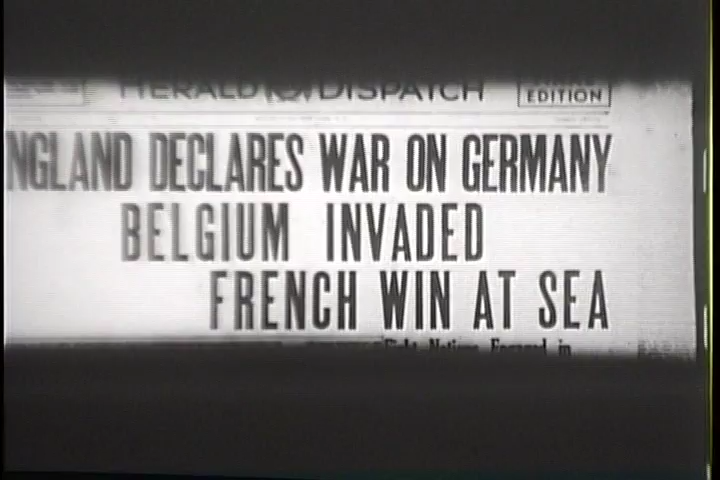 HERALD DISPATCH
EDITION
NGLAND DECLARES WAR ON GERMANY
BELGIUM INVADED
FRENCH WIN AT SEA